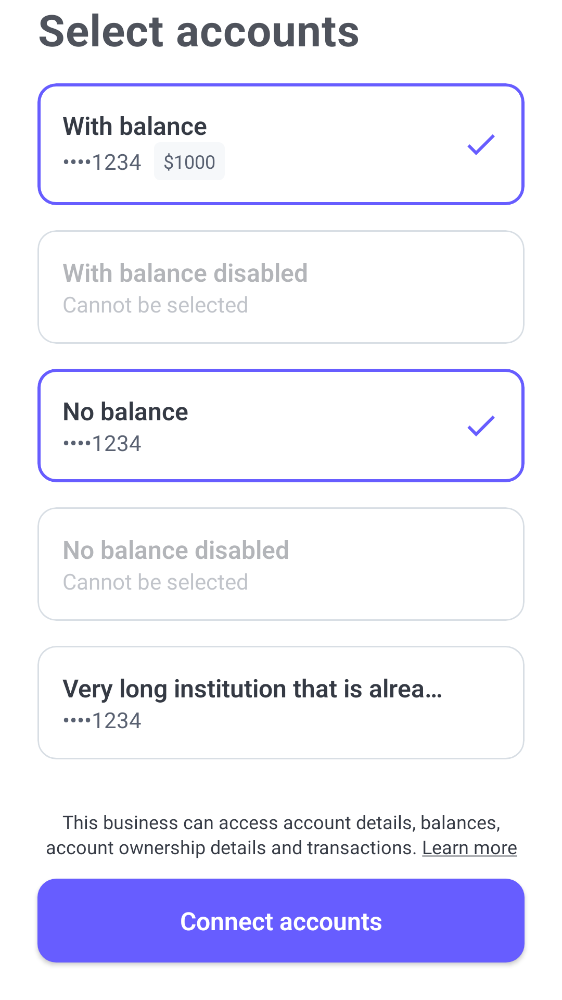 Select accounts
With balance
••••1234 $1000
With balance disabled
Cannot be selected
No balance
••••1234
No balance disabled
Cannot be selected
Very long institution that is alrea...
••••1234
This business can access account details, balances,
account ownership details and transactions. Learn more
Connect accounts